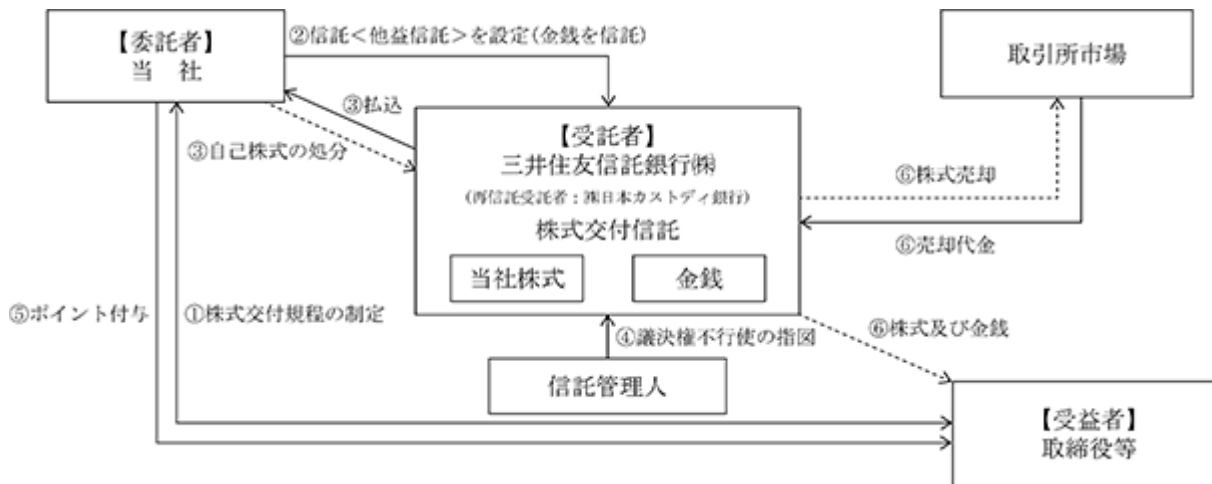 【委託者】
当 社
②信託<他益信託>を設定(金銭を信託)
取引所市場
③払込
③自己株式の処分
【受託者】
三井住友信託銀行㈱
(再信託受託者:㈱日本カストディ銀行)
株式交付信託
当社株式
金銭
⑥株式売却
⑥売却代金
⑤ポイント付与
①株式交付規程の制定
④議決権不行使の指図
⑥株式及び金銭
信託管理人
【受益者】
取締役等